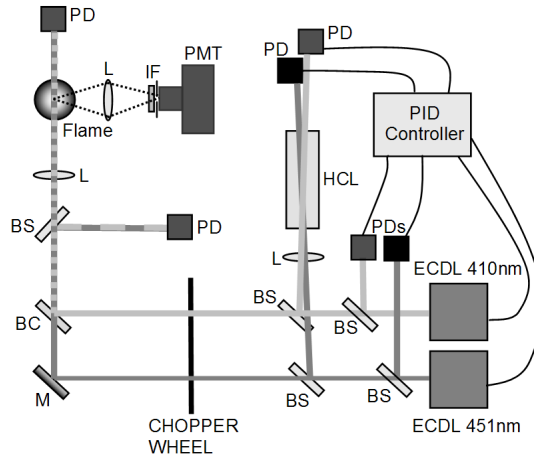 PD
PD
PD
L
IF
PMT
Flame
PID
Controller
HCL
L
BS
PD
PDs
L
ECDL 410nm
BS
BC
BS
M
BS
BS
ECDL 451nm
CHOPPER
WHEEL